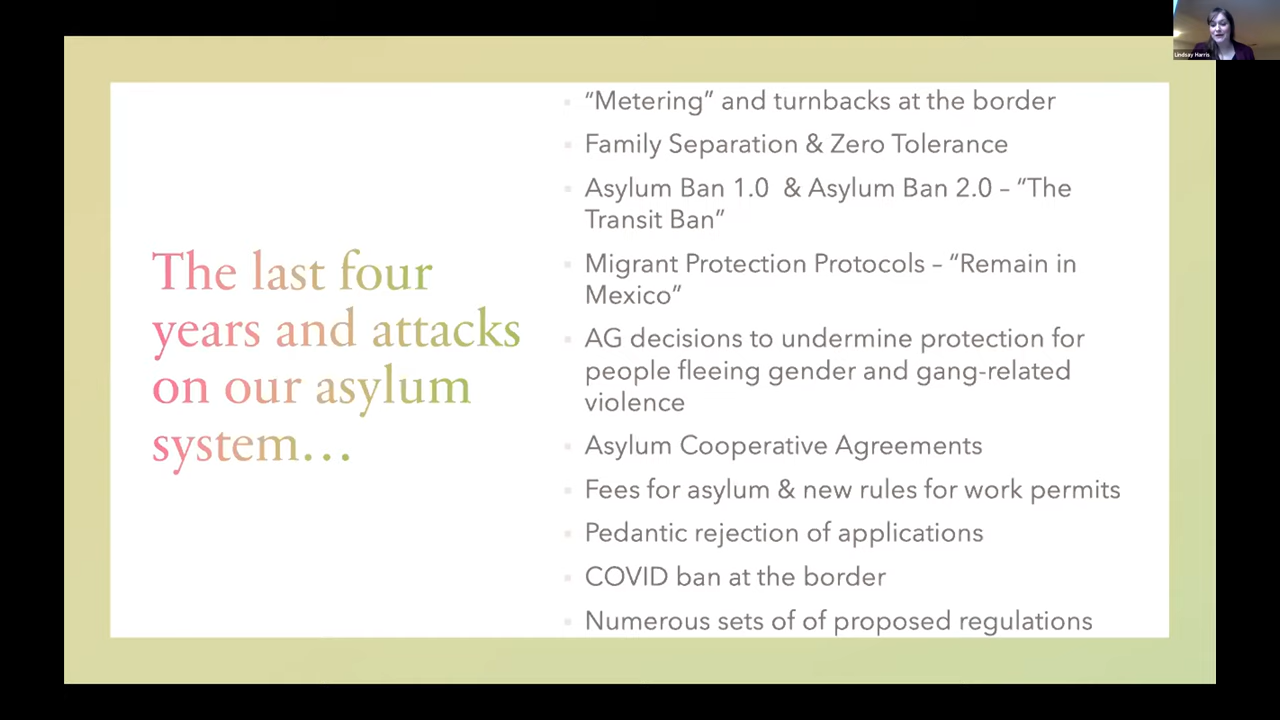 The last four
years and attacks
on our asylum
system…
“Metering” and turnbacks at the border
Family Separation & Zero Tolerance
Asylum Ban 1.0 & Asylum Ban 2.0 – “The
Transit Ban”
Migrant Protection Protocols – “Remain in
Mexico”
AG decisions to undermine protection for
people fleeing gender and gang-related
violence
Asylum Cooperative Agreements
Fees for asylum & new rules for work permits
Pedantic rejection of applications
COVID ban at the border
Numerous sets of of proposed regulations
Lindsay Harris